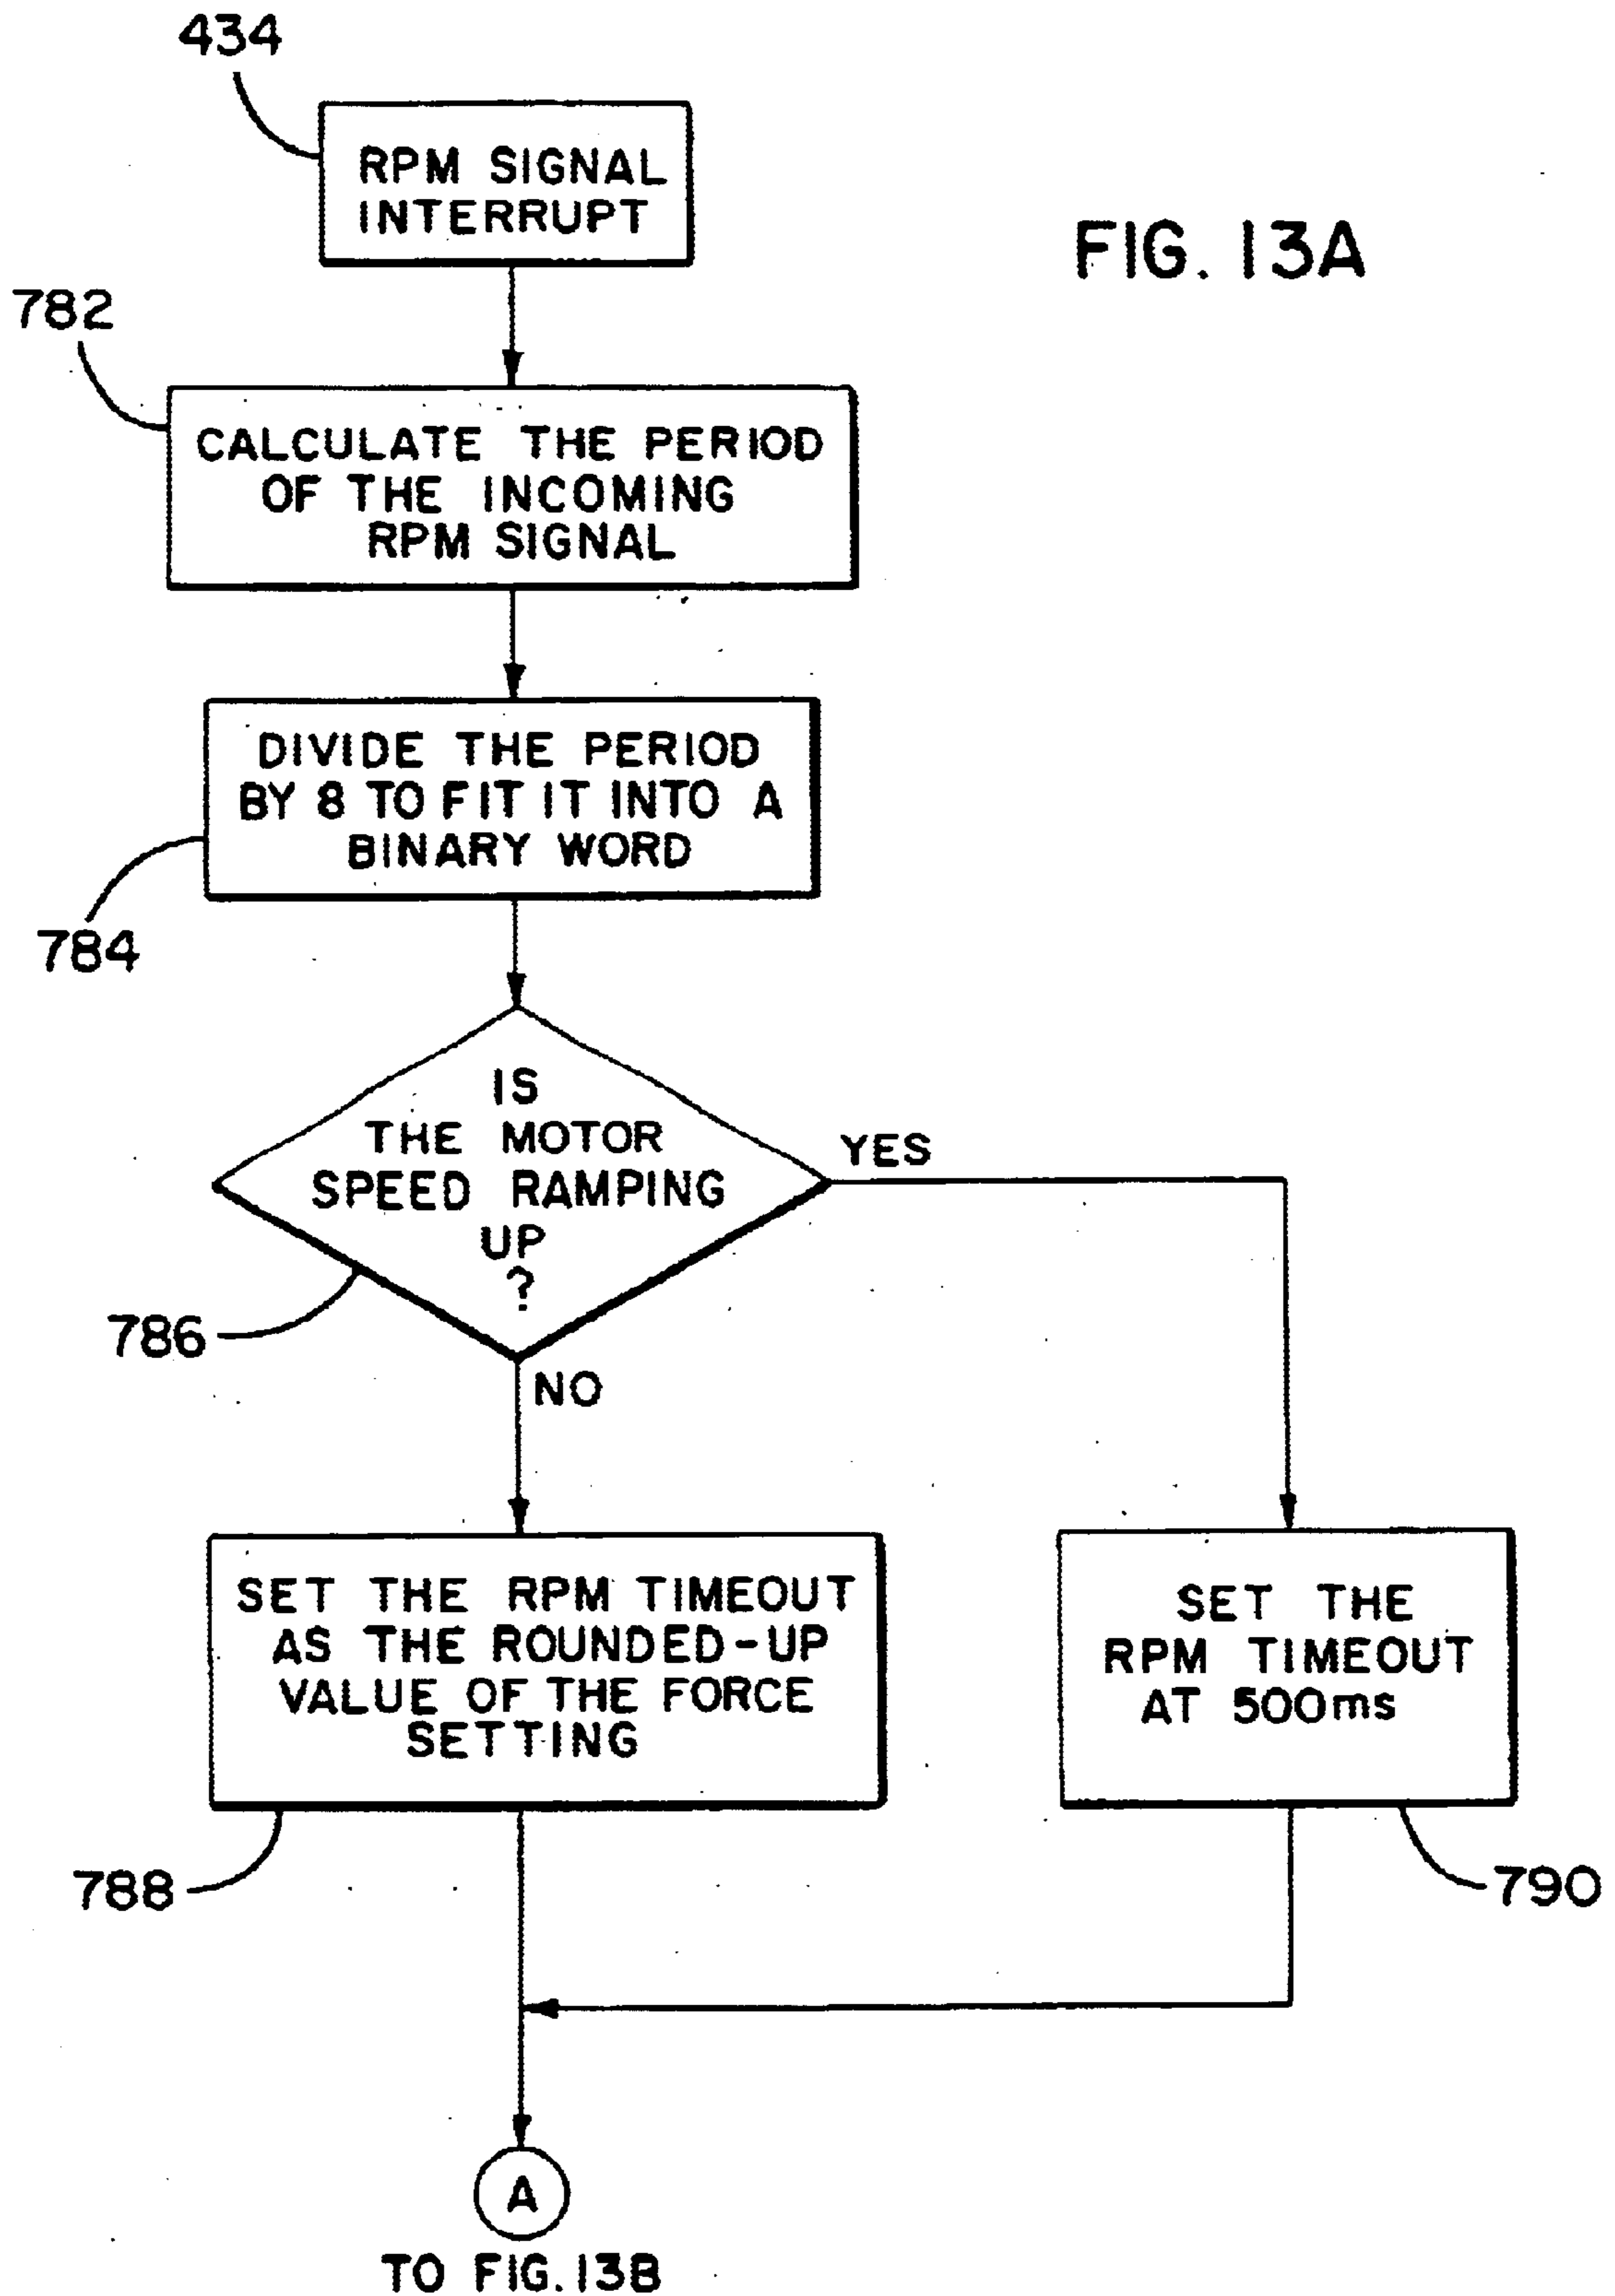 434
RPM SIGNAL
INTERRUPT
FIG. 13A
782
CALCULATE THE PERIOD
OF THE INCOMING
RPM SIGNAL
DIVIDE THE PERIOD
BY 8 TO FIT IT INTO A
BINARY WORD
784
IS
THE MOTOR
SPEED RAMPING
UP
?
YES
786
NO
SET THE RPM TIMEOUT
AS THE ROUNDED-UP
VALUE OF THE FORCE
SETTING
SET THE
RPM TIMEOUT
AT 500ms
788
790
A
TO FIG. 13B